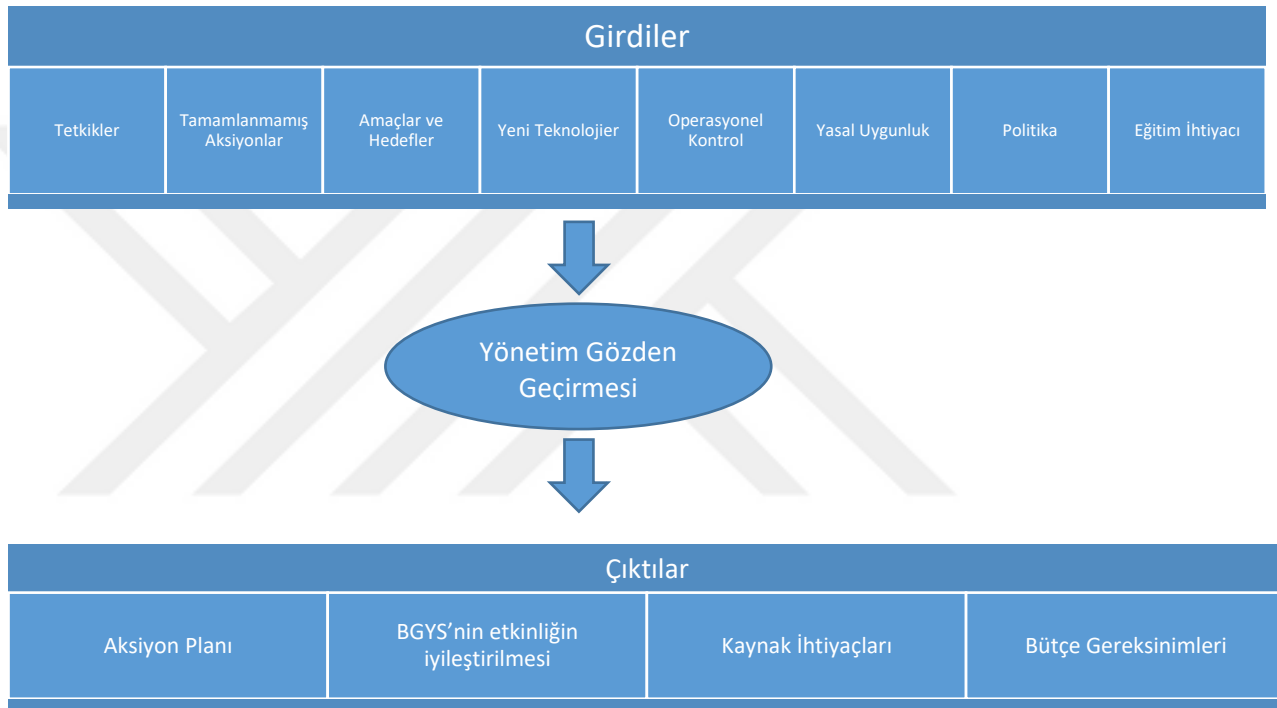 Girdiler
Tetkikler
Tamamlanmamış
Aksiyonlar
Amaçlar ve
Hedefler
Yeni Teknolojier
Operasyonel
Kontrol
Yasal Uygunluk
Politika
Eğitim İhtiyacı
Yönetim Gözden
Geçirmesi
Çıktılar
Aksiyon Planı
BGYS’nin etkinliğin
iyileştirilmesi
Kaynak İhtiyaçları
Bütçe Gereksinimleri